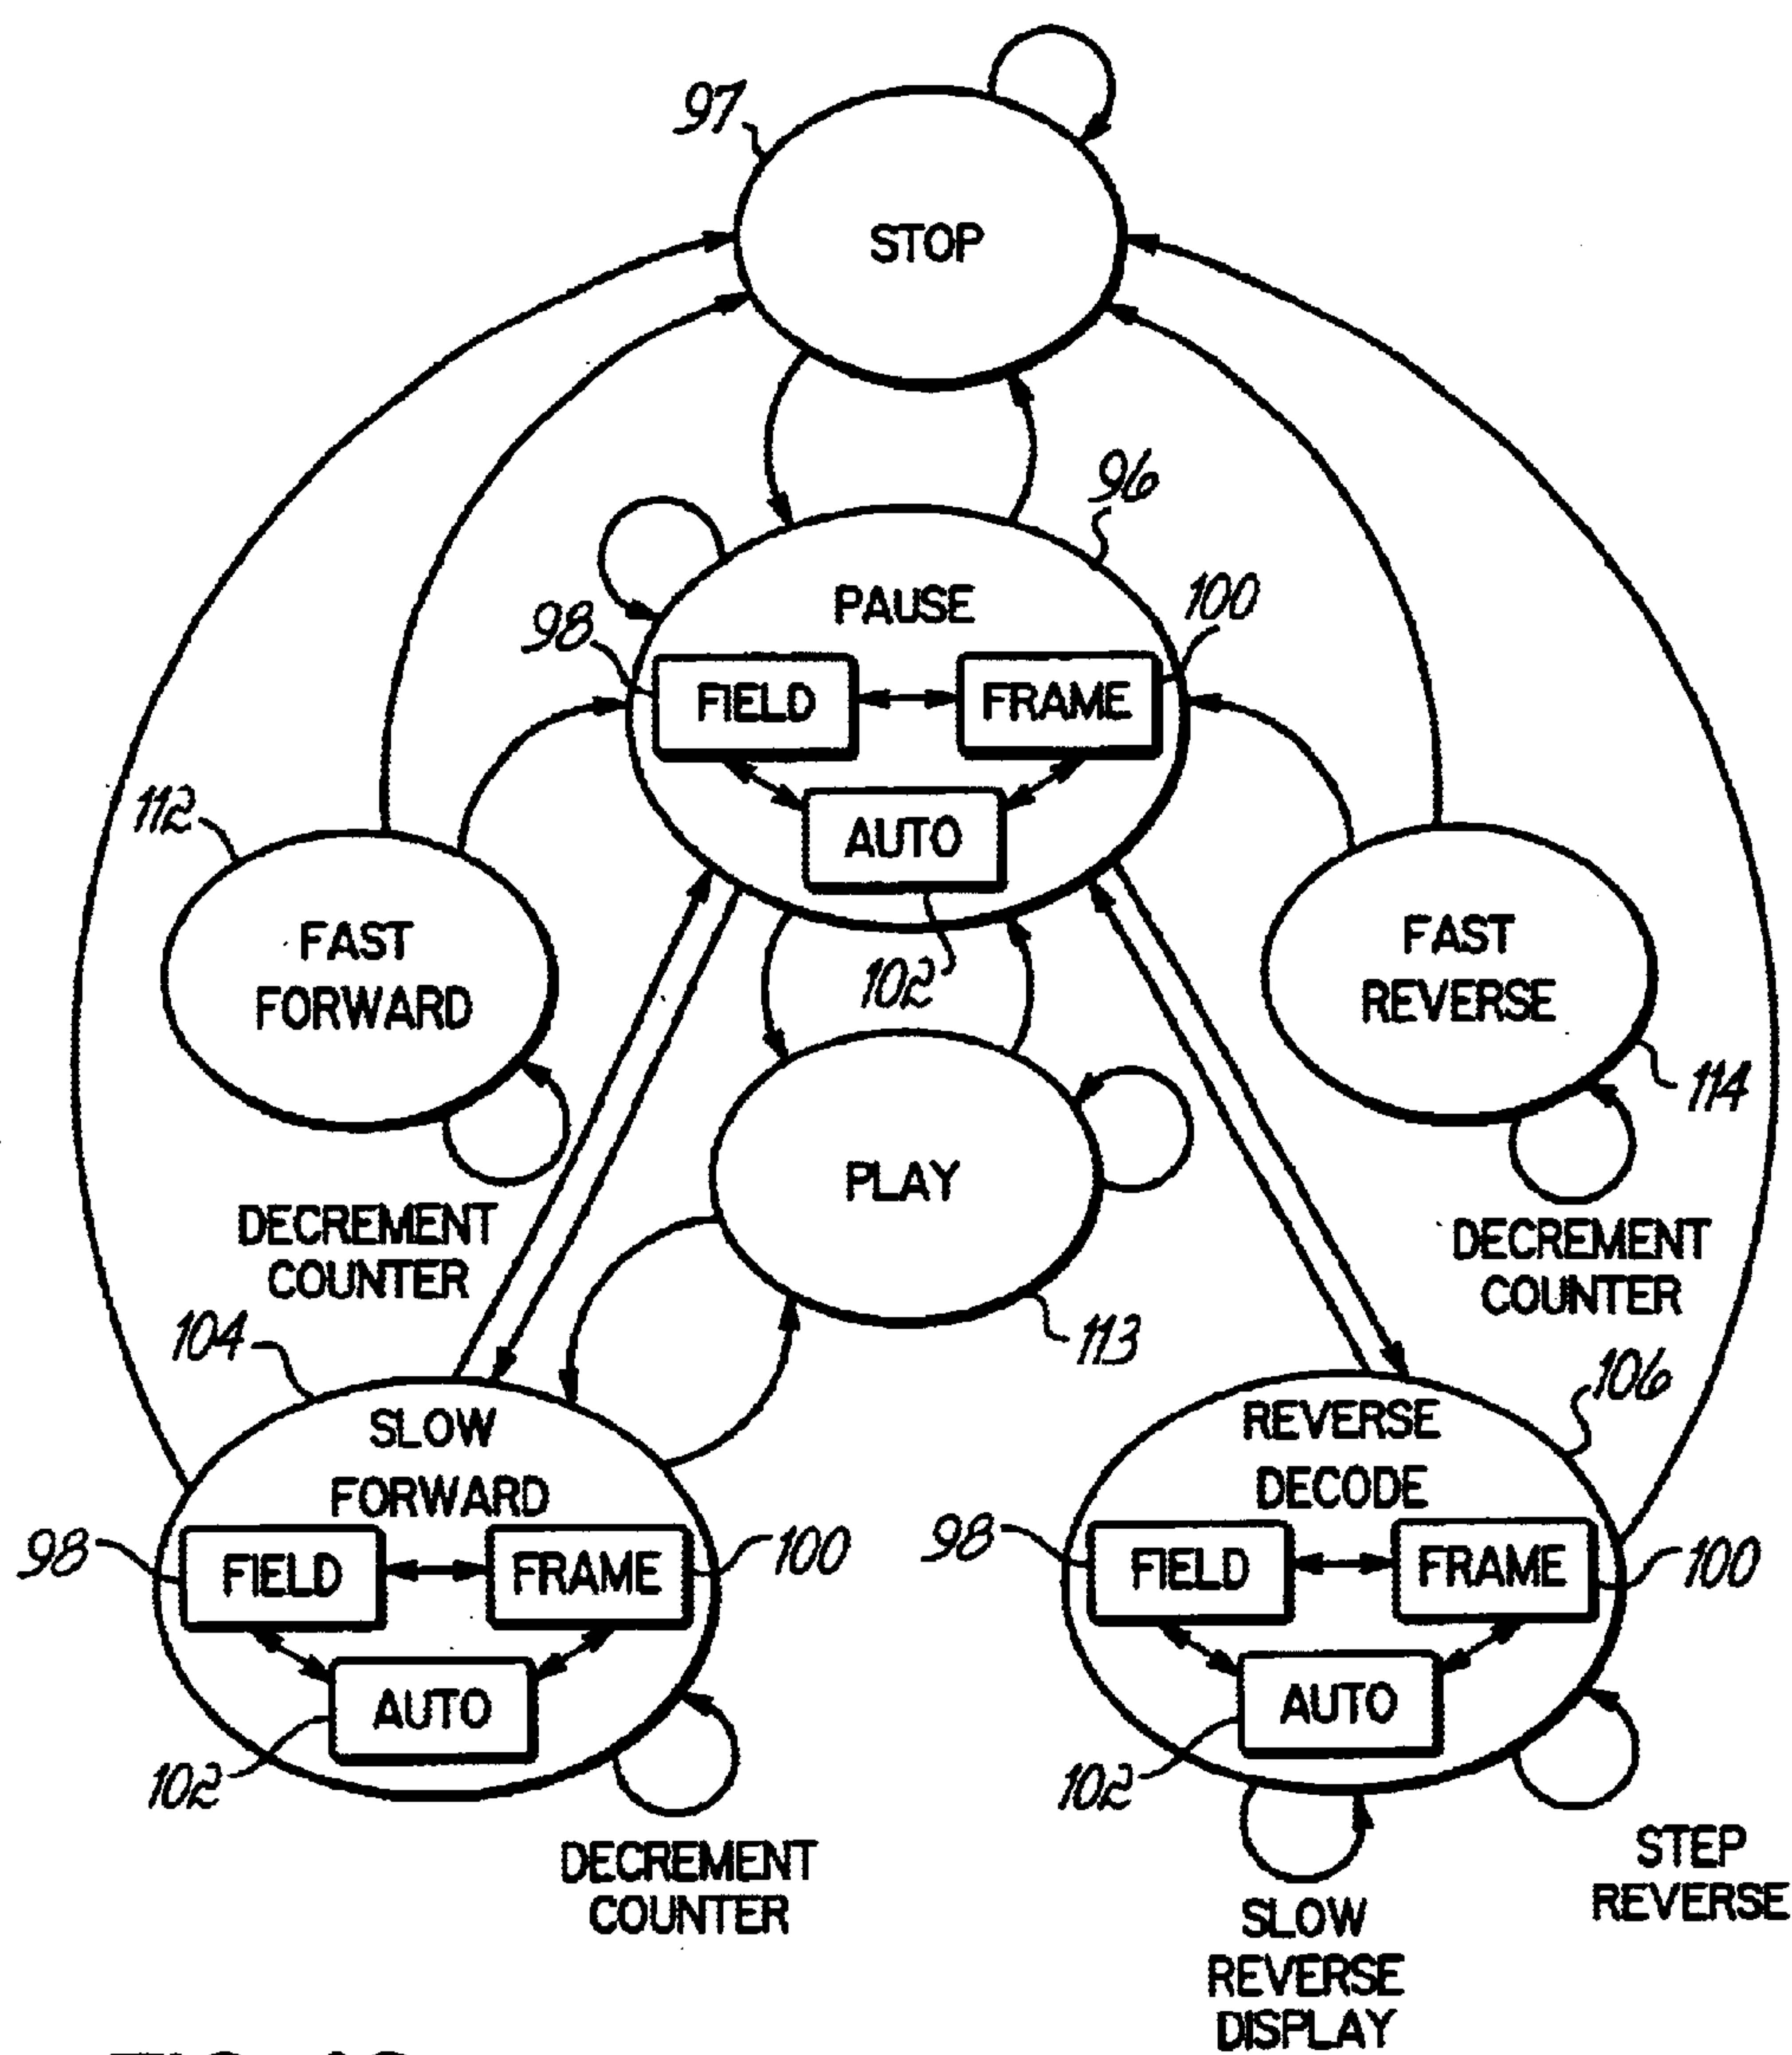 97
STOP
96
PAUSE
98
100
FIELD
FRAME
AUTO
102
112
FAST
FORWARD
FAST
REVERSE
114
DECREMENT
COUNTER
PLAY
113
DECREMENT
COUNTER
104
SLOW
FORWARD
98
FIELD
FRAME
100
AUTO
102
DECREMENT
COUNTER
106
REVERSE
DECODE
98
FIELD
FRAME
100
AUTO
102
STEP
REVERSE
SLOW
REVERSE
DISPLAY